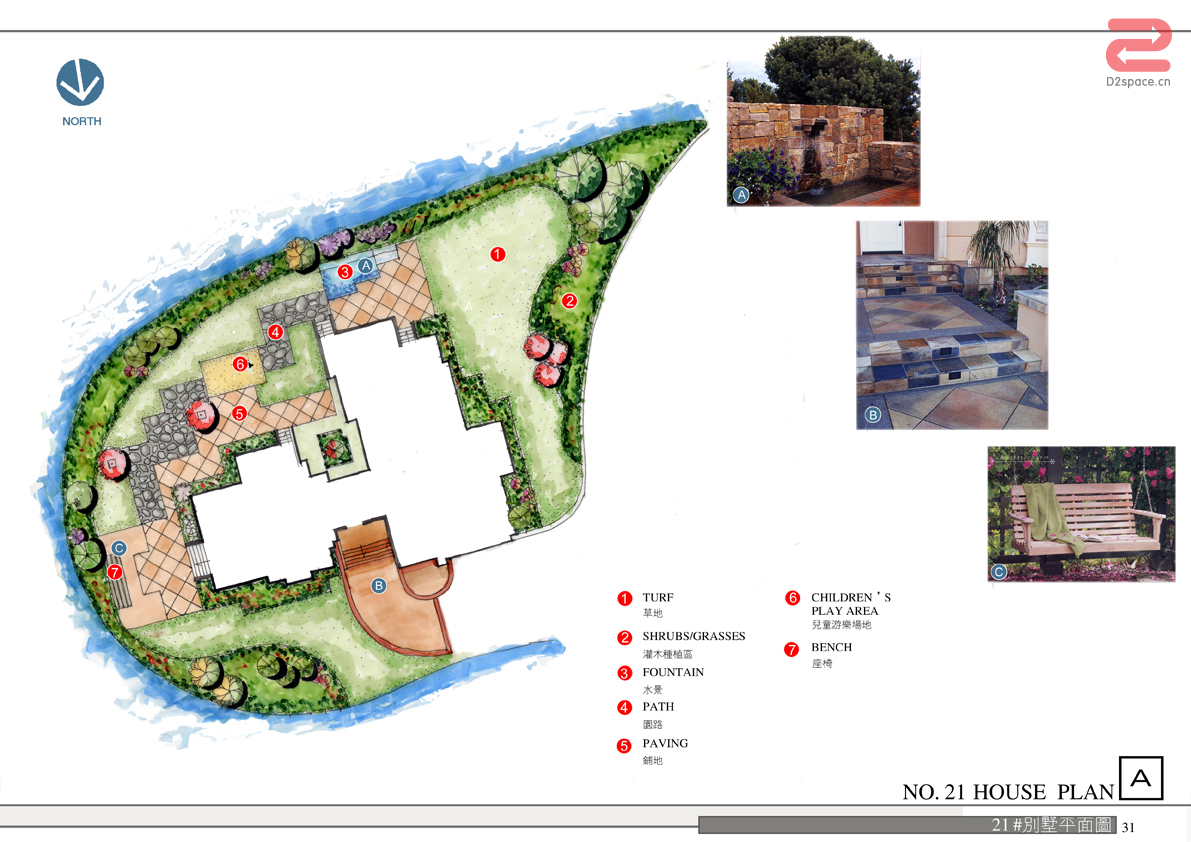 D2space.cn
NORTH
A
B
C
1
2
3
A
4
6
5
C
7
B
1 TURF
草地
2 SHRUBS/GRASSES
灌木種植區
3 FOUNTAIN
水景
4 PATH
園路
5 PAVING
鋪地
6 CHILDREN 'S
PLAY AREA
兒童游樂場地
7 BENCH
座椅
NO. 21 HOUSE PLAN A
21#別墅平面圖 31